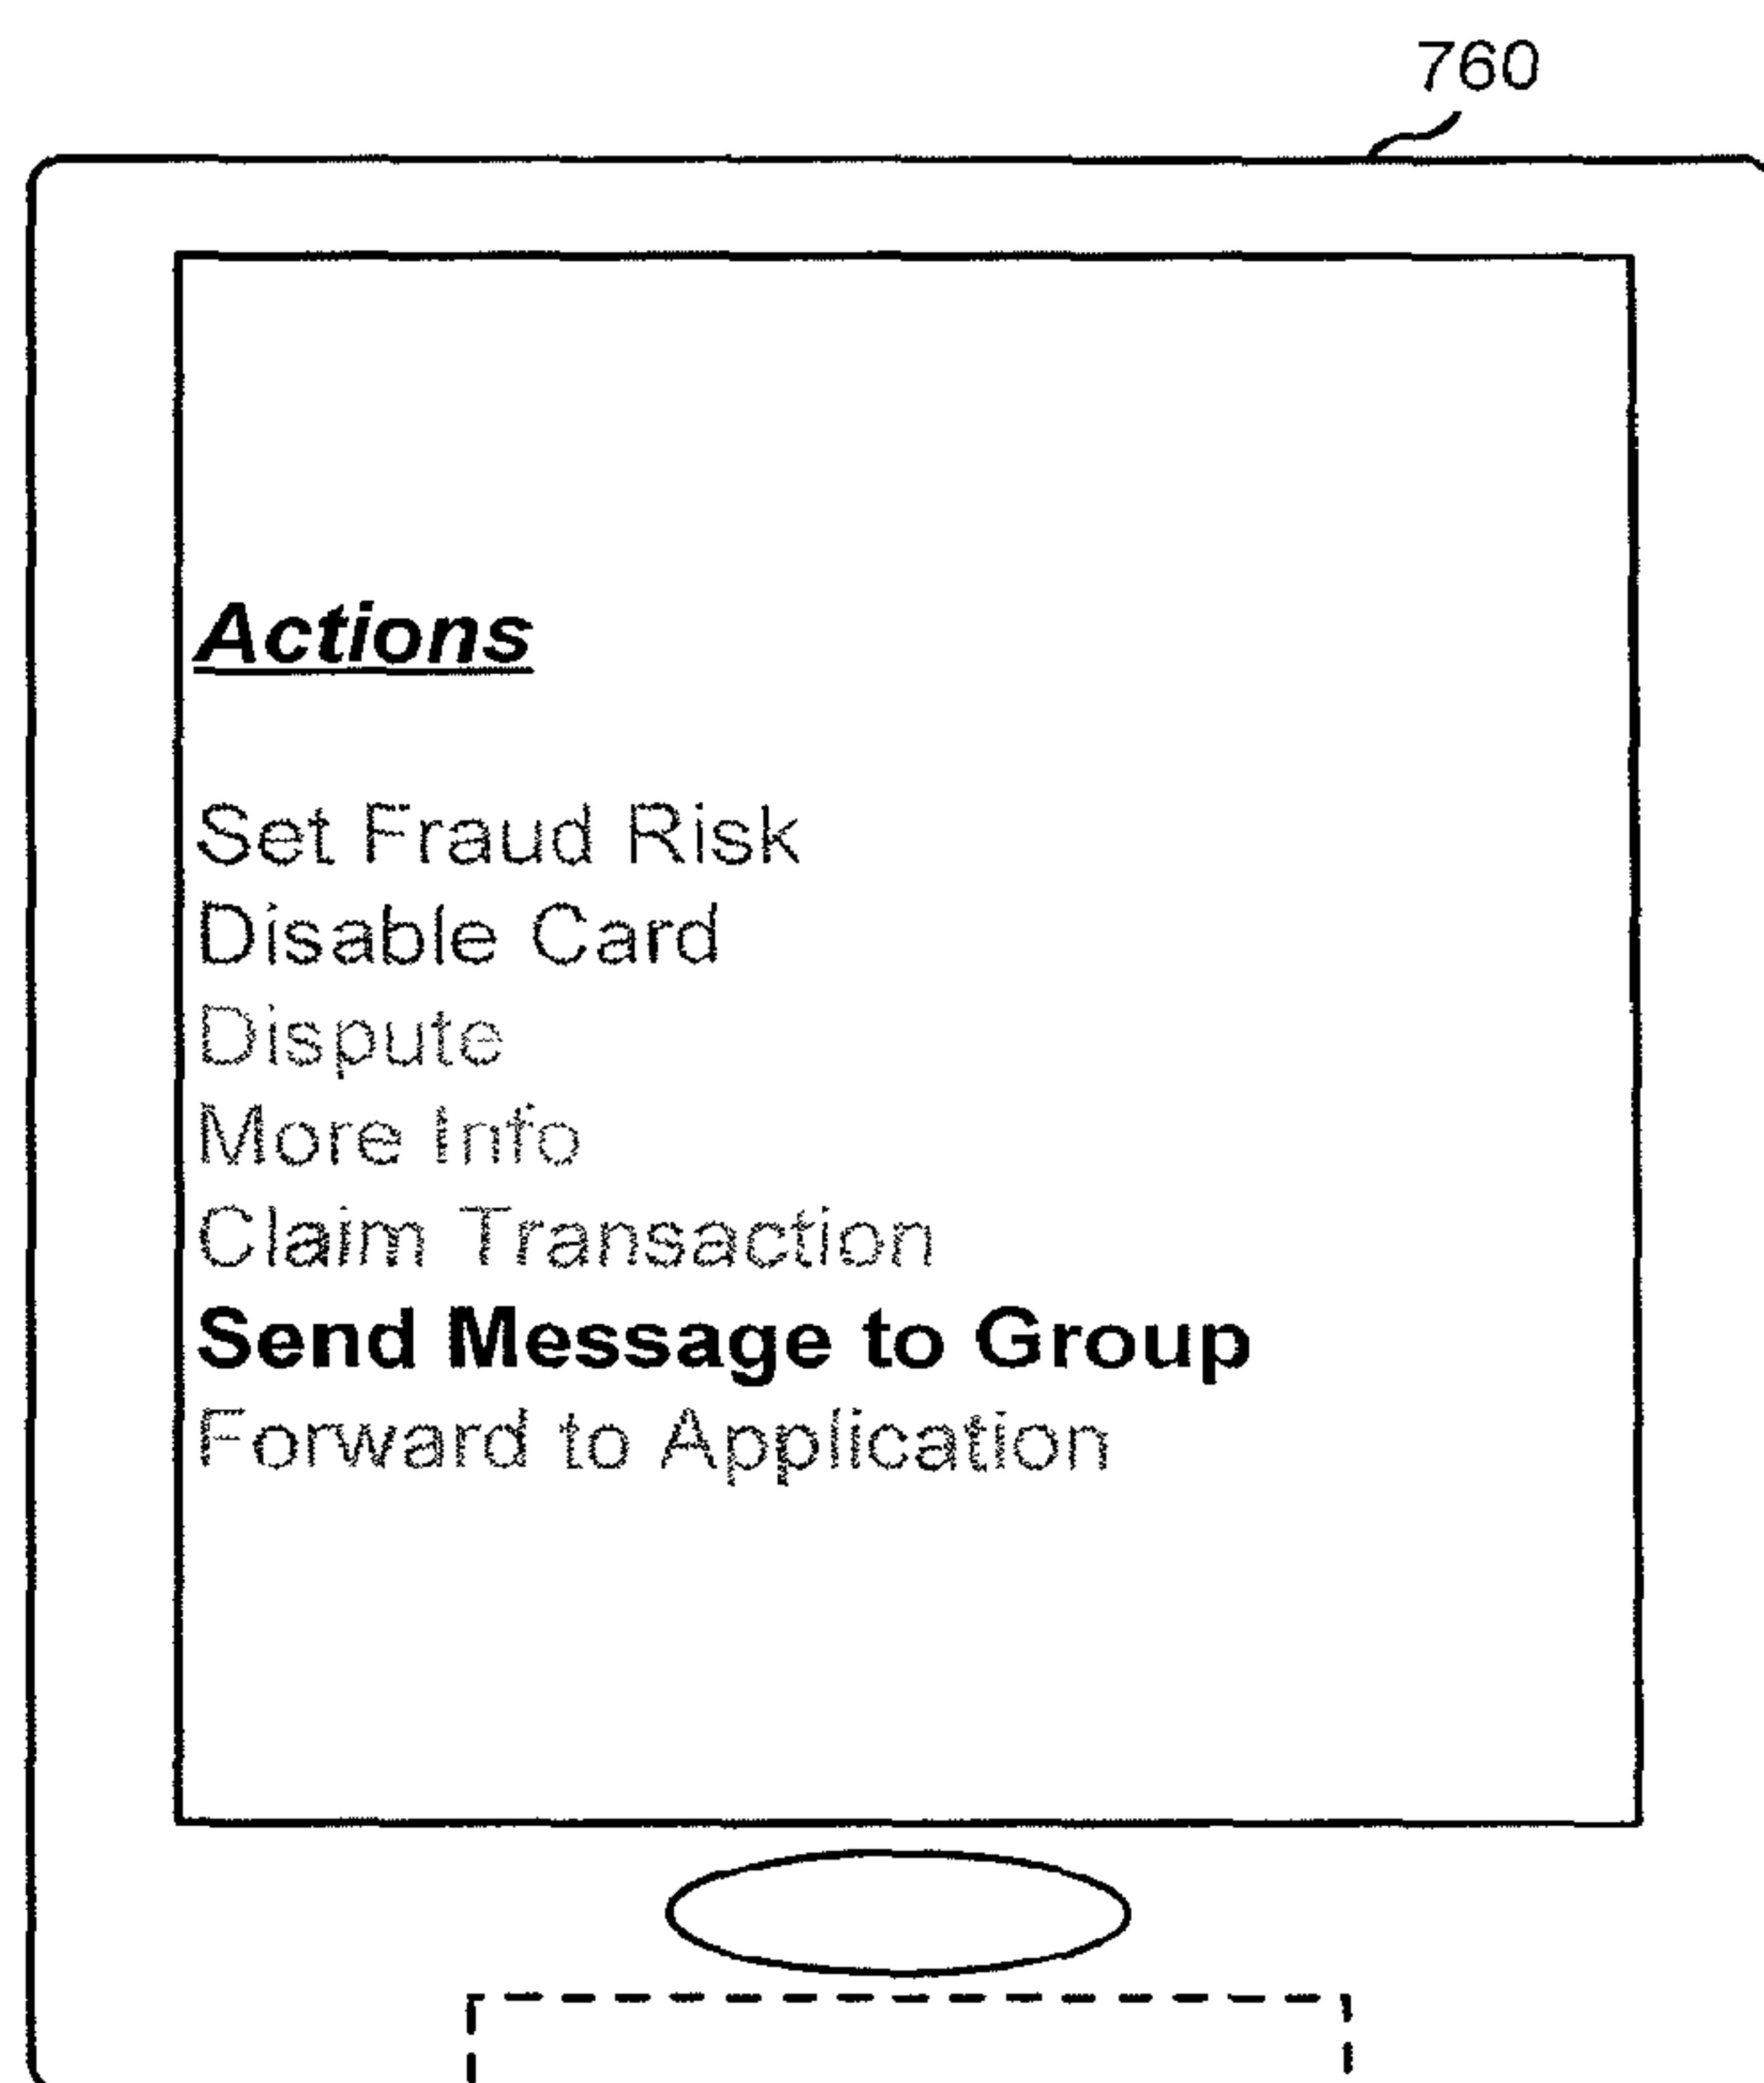 760
Actions
Set Fraud Risk
Disable Card
Dispute
More Info
Claim Transaction
Send Message to Group
Forward to Application